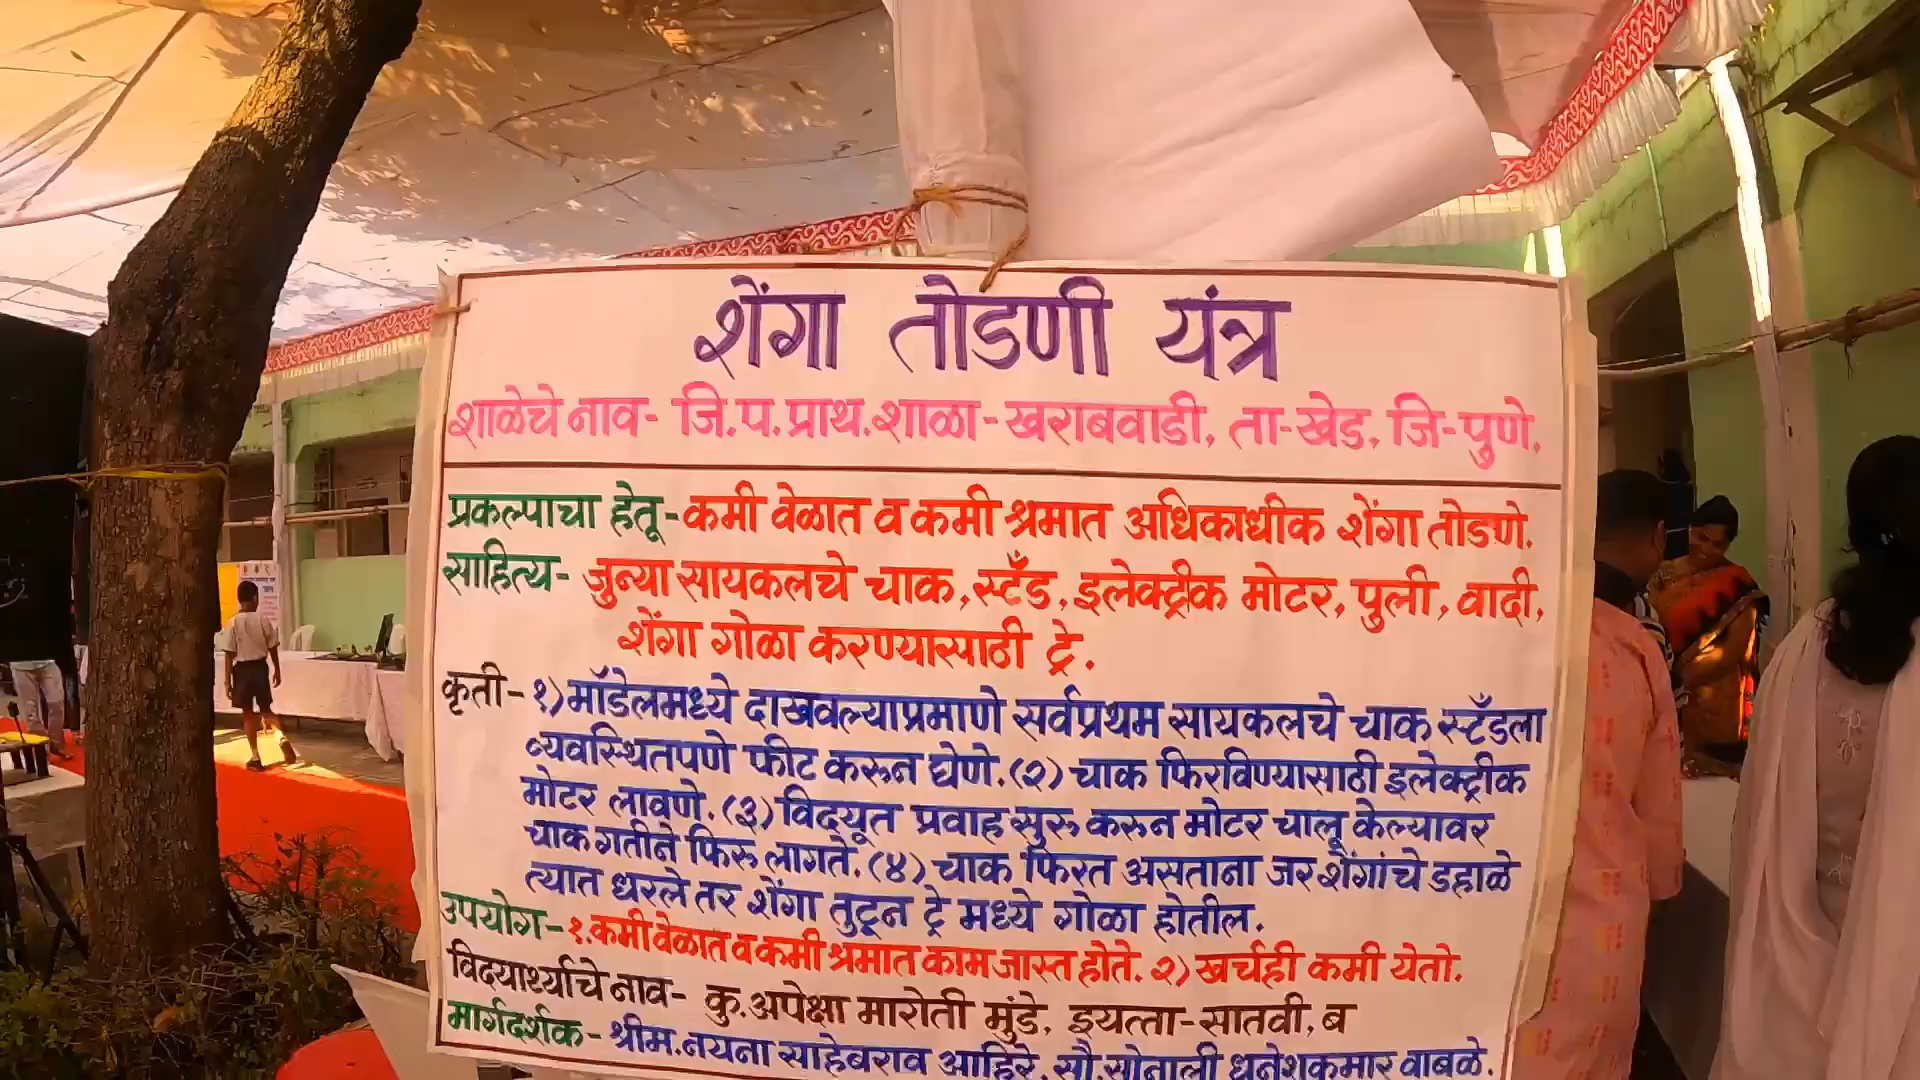 शेंगा तोडणी यंत्र
शाळेचे नाव- जि.प.प्राथ.शाळा-खराबवाडी, ता-खेड, जि-पुणे.
प्रकल्पाचा हेतू-कमी वेळात व कमी श्रमात अधिकाधीक शेंगा तोडणे.
साहित्य- जुन्या सायकलचे चाक, स्टँड, इलेक्ट्रीक मोटर, पुली, वादी,
शेंगा गोळा करण्यासाठी ट्रे.
कृती- १) मॉडेलमध्ये दाखवल्याप्रमाणे सर्वप्रथम सायकलचे चाक स्टँडला
व्यवस्थितपणे फीट करून घेणे. (२) चाक फिरविण्यासाठी इलेक्ट्रीक
मोटर लावणे. (३) विद्यूत प्रवाह सुरु करून मोटर चालू केल्यावर
चाक गतीने फिरु लागते. (४) चाक फिरत असताना जर शेंगांचे डहाळे
त्यात धरले तर शेंगा तुटून ट्रे मध्ये गोळा होतील.
उपयोग- १. कमी वेळात व कमी श्रमात काम जास्त होते. २) खर्चही कमी येतो.
विदयार्थ्याचे नाव- कु. अपेक्षा मारोती मुंडे, इयत्ता-सातवी, ब
मार्गदर्शक- श्रीम. नयना साहेबराव आहिरे, सौ. सोनाली धनेशकुमार वाबळे.